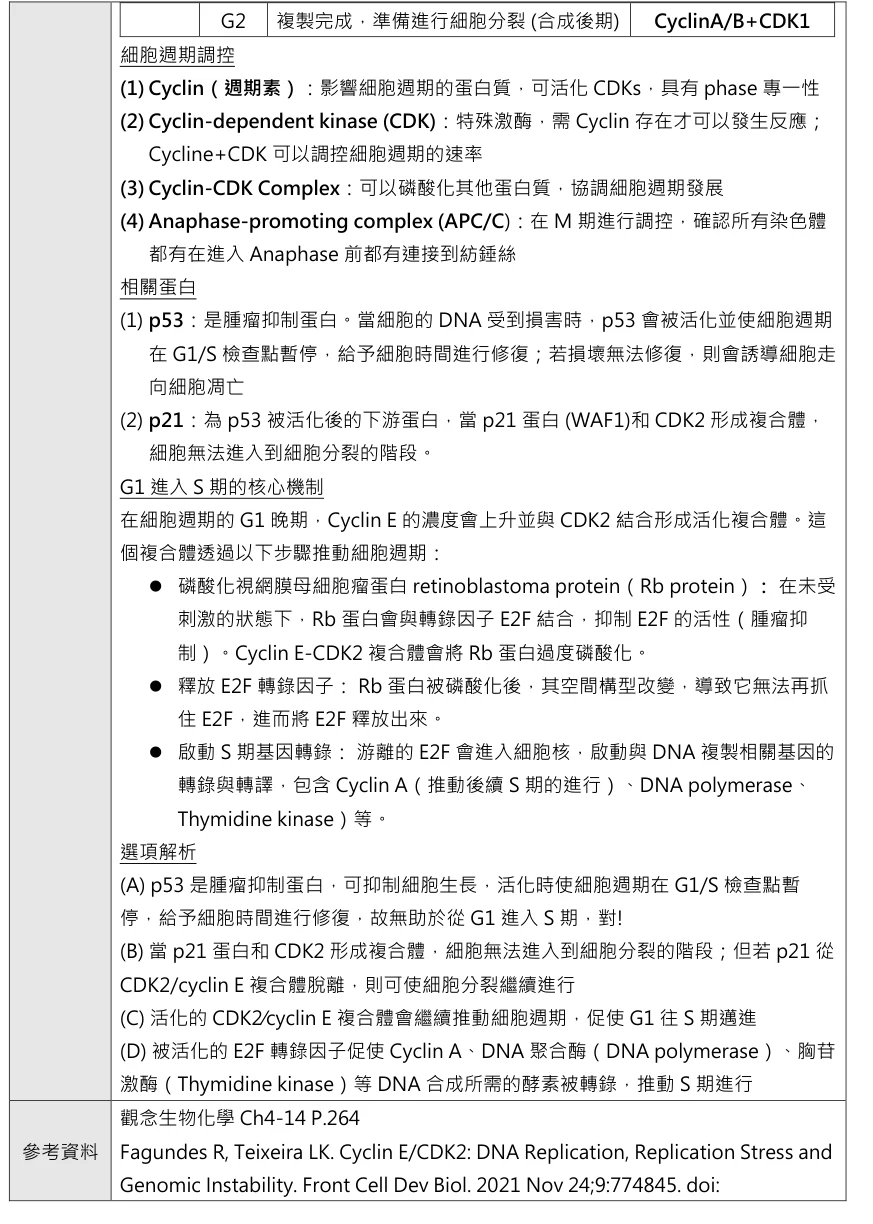 G2 複製完成，準備進行細胞分裂 (合成後期) CyclinA/B+CDK1
細胞週期調控
(1) Cyclin（週期素）：影響細胞週期的蛋白質，可活化 CDKs，具有 phase 專一性
(2) Cyclin-dependent kinase (CDK)：特殊激酶，需 Cyclin 存在才可以發生反應；
Cycline+CDK 可以調控細胞週期的速率
(3) Cyclin-CDK Complex：可以磷酸化其他蛋白質，協調細胞週期發展
(4) Anaphase-promoting complex (APC/C)：在 M 期進行調控，確認所有染色體
都有在進入 Anaphase 前都有連接到紡錘絲
相關蛋白
(1) p53：是腫瘤抑制蛋白。當細胞的 DNA 受到損害時，p53 會被活化並使細胞週期
在 G1/S 檢查點暫停，給予細胞時間進行修復；若損壞無法修復，則會誘導細胞走
向細胞凋亡
(2) p21：為 p53 被活化後的下游蛋白，當 p21 蛋白 (WAF1)和 CDK2 形成複合體，
細胞無法進入到細胞分裂的階段。
G1 進入 S 期的核心機制
在細胞週期的 G1 晚期，Cyclin E 的濃度會上升並與 CDK2 結合形成活化複合體。這
個複合體透過以下步驟推動細胞週期：
● 磷酸化視網膜母細胞瘤蛋白 retinoblastoma protein（Rb protein）： 在未受
刺激的狀態下，Rb 蛋白會與轉錄因子 E2F 結合，抑制 E2F 的活性（腫瘤抑
制）。Cyclin E-CDK2 複合體會將 Rb 蛋白過度磷酸化。
● 釋放 E2F 轉錄因子： Rb 蛋白被磷酸化後，其空間構型改變，導致它無法再抓
住 E2F，進而將 E2F 釋放出來。
● 啟動 S 期基因轉錄： 游離的 E2F 會進入細胞核，啟動與 DNA 複製相關基因的
轉錄與轉譯，包含 Cyclin A（推動後續 S 期的進行）、DNA polymerase、
Thymidine kinase）等。
選項解析
(A) p53 是腫瘤抑制蛋白，可抑制細胞生長，活化時使細胞週期在 G1/S 檢查點暫
停，給予細胞時間進行修復，故無助於從 G1 進入 S 期，對!
(B) 當 p21 蛋白和 CDK2 形成複合體，細胞無法進入到細胞分裂的階段；但若 p21 從
CDK2/cyclin E 複合體脫離，則可使細胞分裂繼續進行
(C) 活化的 CDK2∕cyclin E 複合體會繼續推動細胞週期，促使 G1 往 S 期邁進
(D) 被活化的 E2F 轉錄因子促使 Cyclin A、DNA 聚合酶（DNA polymerase）、胸苷
激酶（Thymidine kinase）等 DNA 合成所需的酵素被轉錄，推動 S 期進行
參考資料
觀念生物化學 Ch4-14 P.264
Fagundes R, Teixeira LK. Cyclin E/CDK2: DNA Replication, Replication Stress and
Genomic Instability. Front Cell Dev Biol. 2021 Nov 24;9:774845. doi: